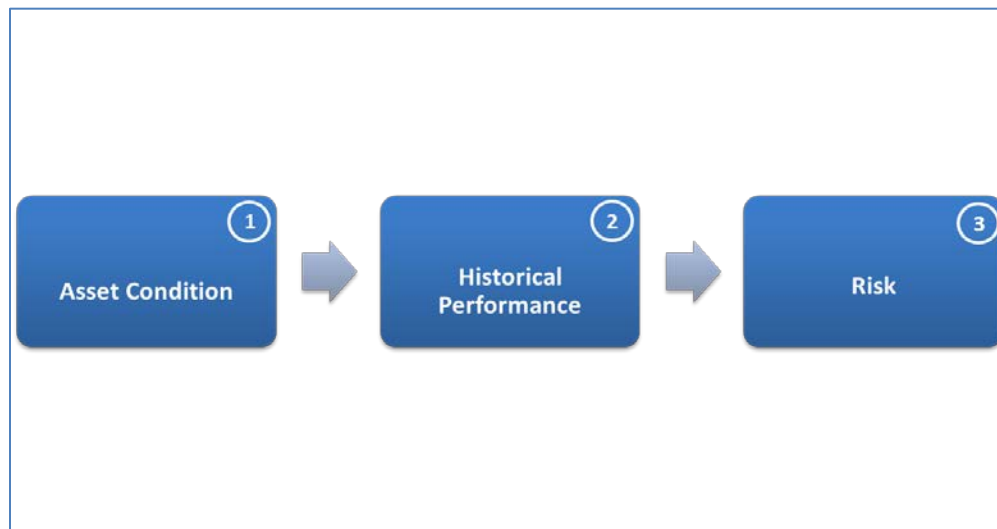 1
Asset Condition
2
Historical
Performance
3
Risk